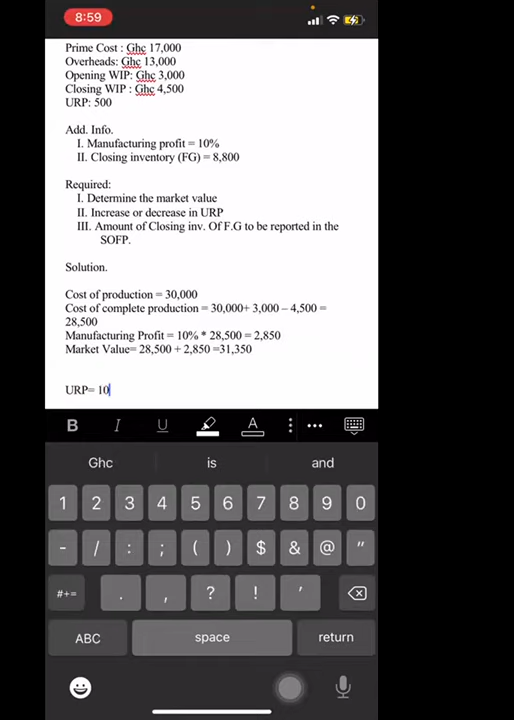 8:59
Prime Cost : Ghc 17,000
Overheads: Ghc 13,000
Opening WIP: Ghc 3,000
Closing WIP : Ghc 4,500
URP: 500
Add. Info.
I. Manufacturing profit = 10%
II. Closing inventory (FG) = 8,800
Required:
I. Determine the market value
II. Increase or decrease in URP
III. Amount of Closing inv. Of F.G to be reported in the
SOFP.
Solution.
Cost of production = 30,000
Cost of complete production = 30,000+ 3,000 – 4,500 =
28,500
Manufacturing Profit = 10% * 28,500 = 2,850
Market Value= 28,500 + 2,850 =31,350
URP= 10
B I U A
Ghc is and
1 2 3 4 5 6 7 8 9 0
- / : ; ( ) $ & @ "
#+= . , ? ! '
ABC space return